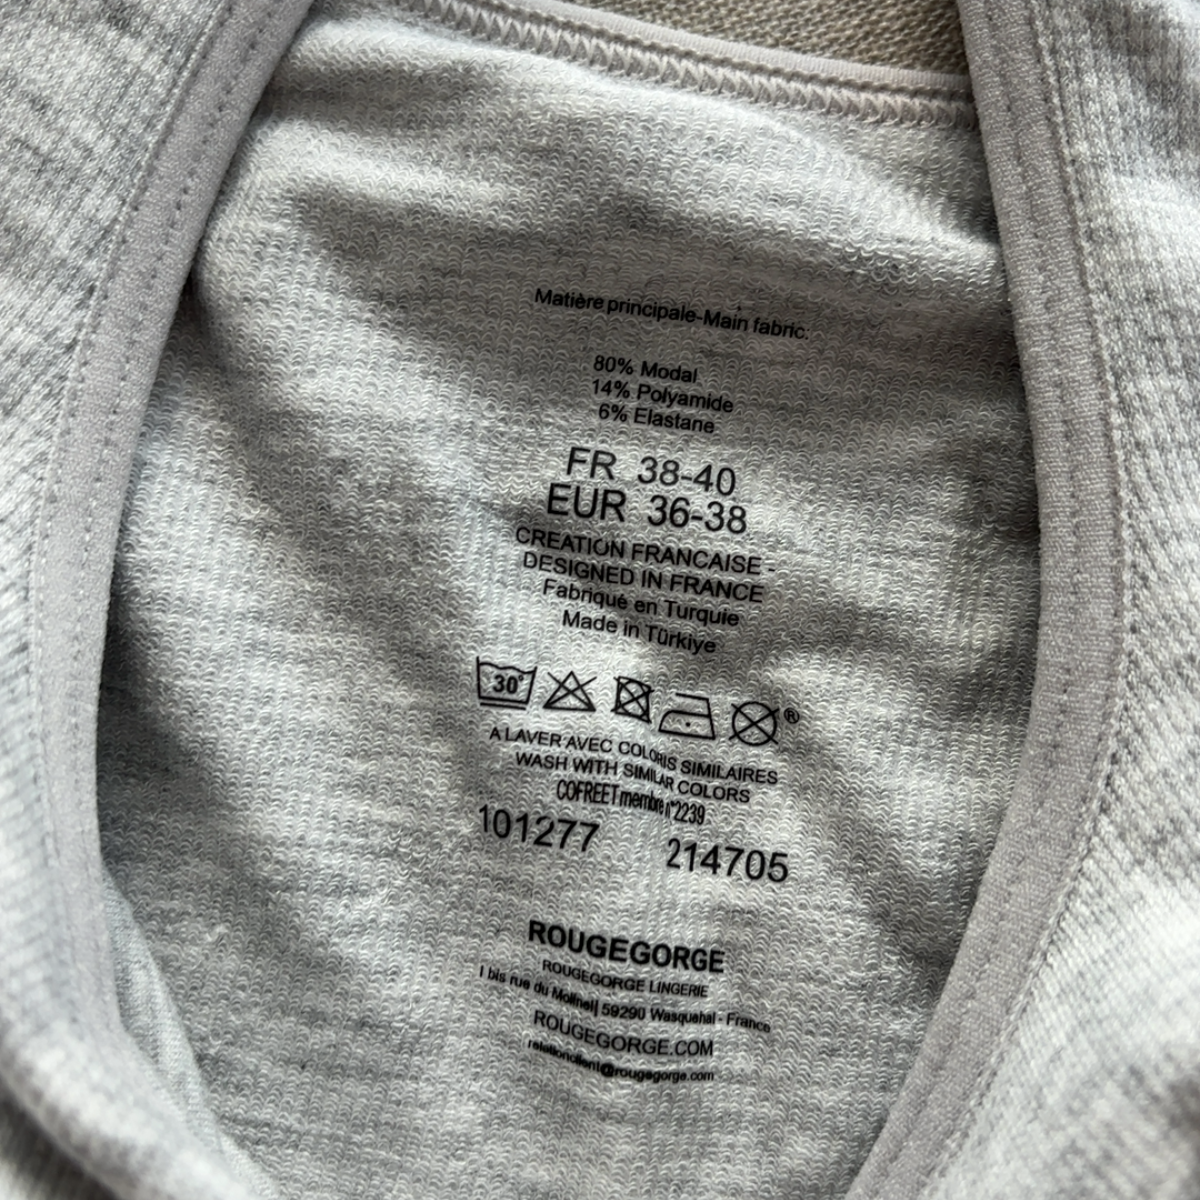 Matière principale-Main fabric:
80% Modal
14% Polyamide
6% Elastane
FR 38-40
EUR 36-38
CREATION FRANCAISE -
DESIGNED IN FRANCE
Fabriqué en Turquie
Made in Türkiye
30° ®
A LAVER AVEC COLORIS SIMILAIRES
WASH WITH SIMILAR COLORS
COFREET membre n°2239
101277 214705
ROUGEGORGE
ROUGEGORGE LINGERIE
1 bis rue du Molinel 59290 Wasquehal - France
ROUGEGORGE.COM
relationclient@rougegorge.com